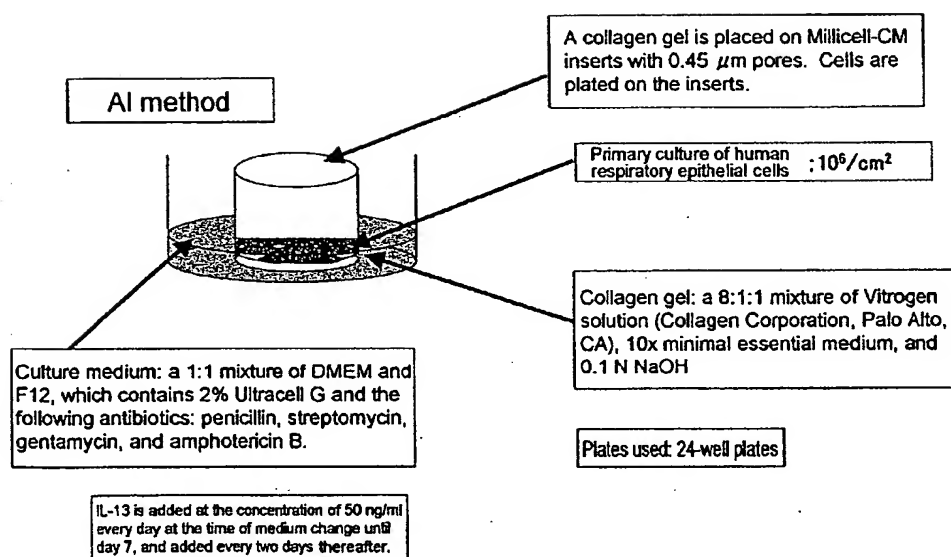 A collagen gel is placed on Millicell-CM
inserts with 0.45 μm pores. Cells are
plated on the inserts.
AI method
Primary culture of human
respiratory epithelial cells : 10⁶/cm²
Collagen gel: a 8:1:1 mixture of Vitrogen
solution (Collagen Corporation, Palo Alto,
CA), 10x minimal essential medium, and
0.1 N NaOH
Culture medium: a 1:1 mixture of DMEM and
F12, which contains 2% Ultracell G and the
following antibiotics: penicillin, streptomycin,
gentamycin, and amphotericin B.
Plates used: 24-well plates
IL-13 is added at the concentration of 50 ng/ml
every day at the time of medium change until
day 7, and added every two days thereafter.